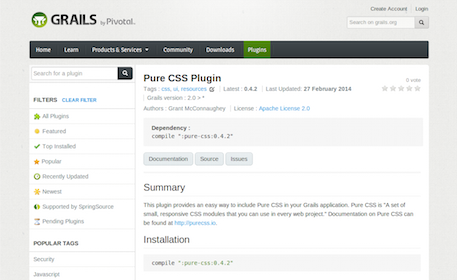 Create Account Login
GRAILS by Pivotal.
Search on grails.org
Home Learn Products & Services Community Downloads Plugins
Search for a plugin
FILTERS CLEAR FILTER
All Plugins
Featured
Top Installed
Popular
Recently Updated
Newest
Supported by SpringSource
Pending Plugins
POPULAR TAGS
Security
Javascript
Pure CSS Plugin
0 vote
Tags : css, ui, resources | Latest : 0.4.2 | Last Updated: 27 February 2014
| Grails version : 2.0 > *
Authors : Grant McConnaughey | License : Apache License 2.0
Dependency :
compile ":pure-css:0.4.2"
Documentation Source Issues
Summary
This plugin provides an easy way to include Pure CSS in your Grails application. Pure CSS is "A set of
small, responsive CSS modules that you can use in every web project." Documentation on Pure CSS can
be found at http://purecss.io.
Installation
compile ":pure-css:0.4.2"